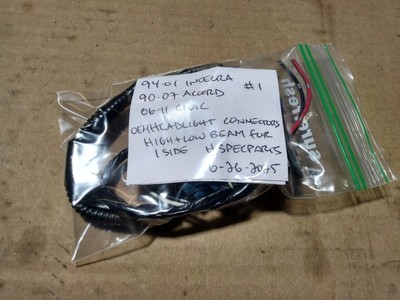 94-01 INTEGRA #1
90-07 ACCORD
06-11 CIVIC
OEM HEADLIGHT CONNECTORS
HIGH+LOW BEAM FOR
1 SIDE HSPECPARTS
6-26-2015